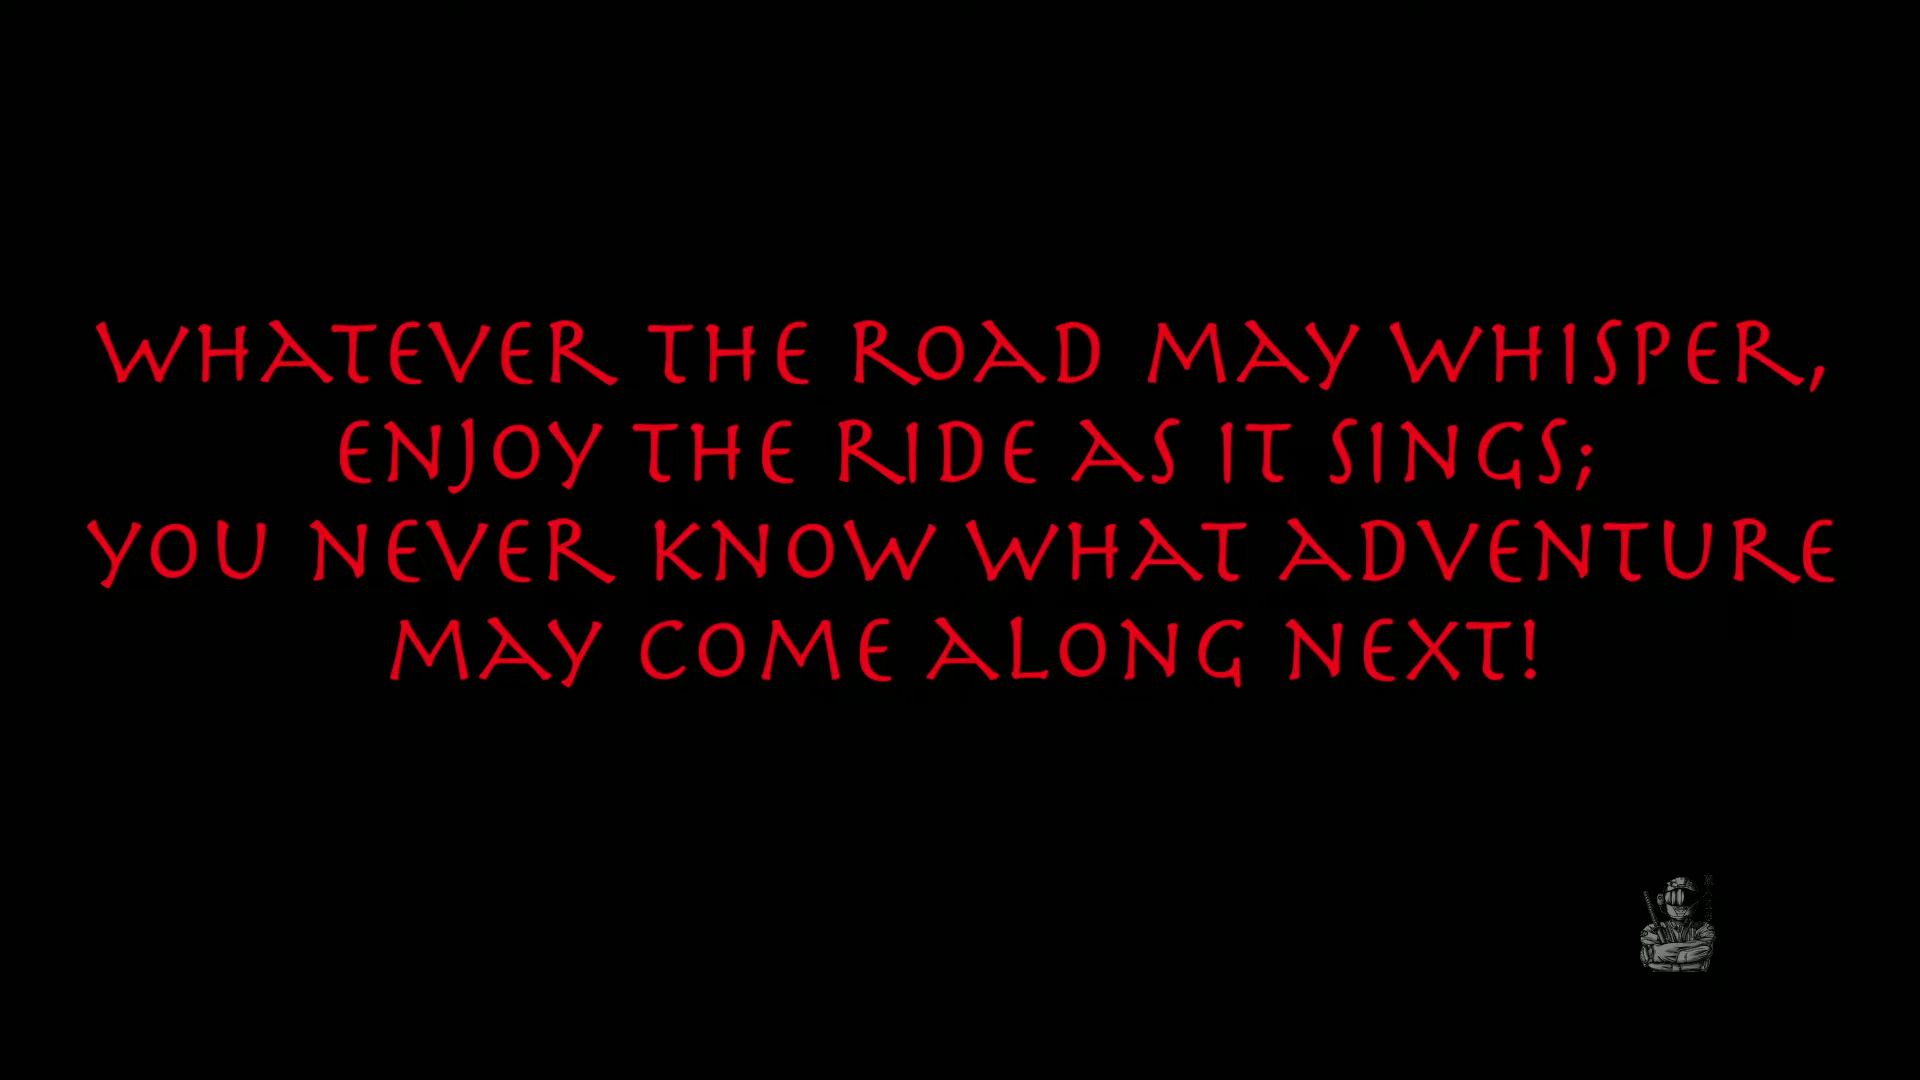 WHATEVER THE ROAD MAY WHISPER,
ENJOY THE RIDE AS IT SINGS;
YOU NEVER KNOW WHAT ADVENTURE
MAY COME ALONG NEXT!